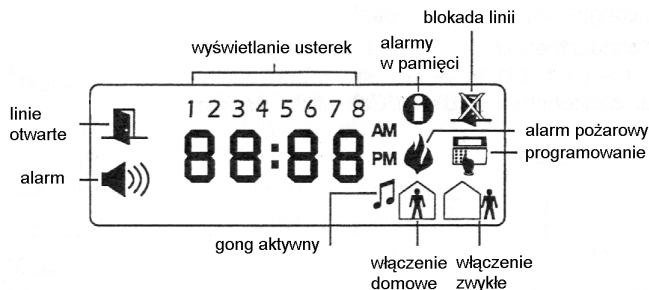 blokada linii
wyświetlanie usterek
alarmy
w pamięci
linie
otwarte
1 2 3 4 5 6 7 8
88:88
AM
PM
alarm
alarm pożarowy
programowanie
gong aktywny
włączenie
domowe
włączenie
zwykłe